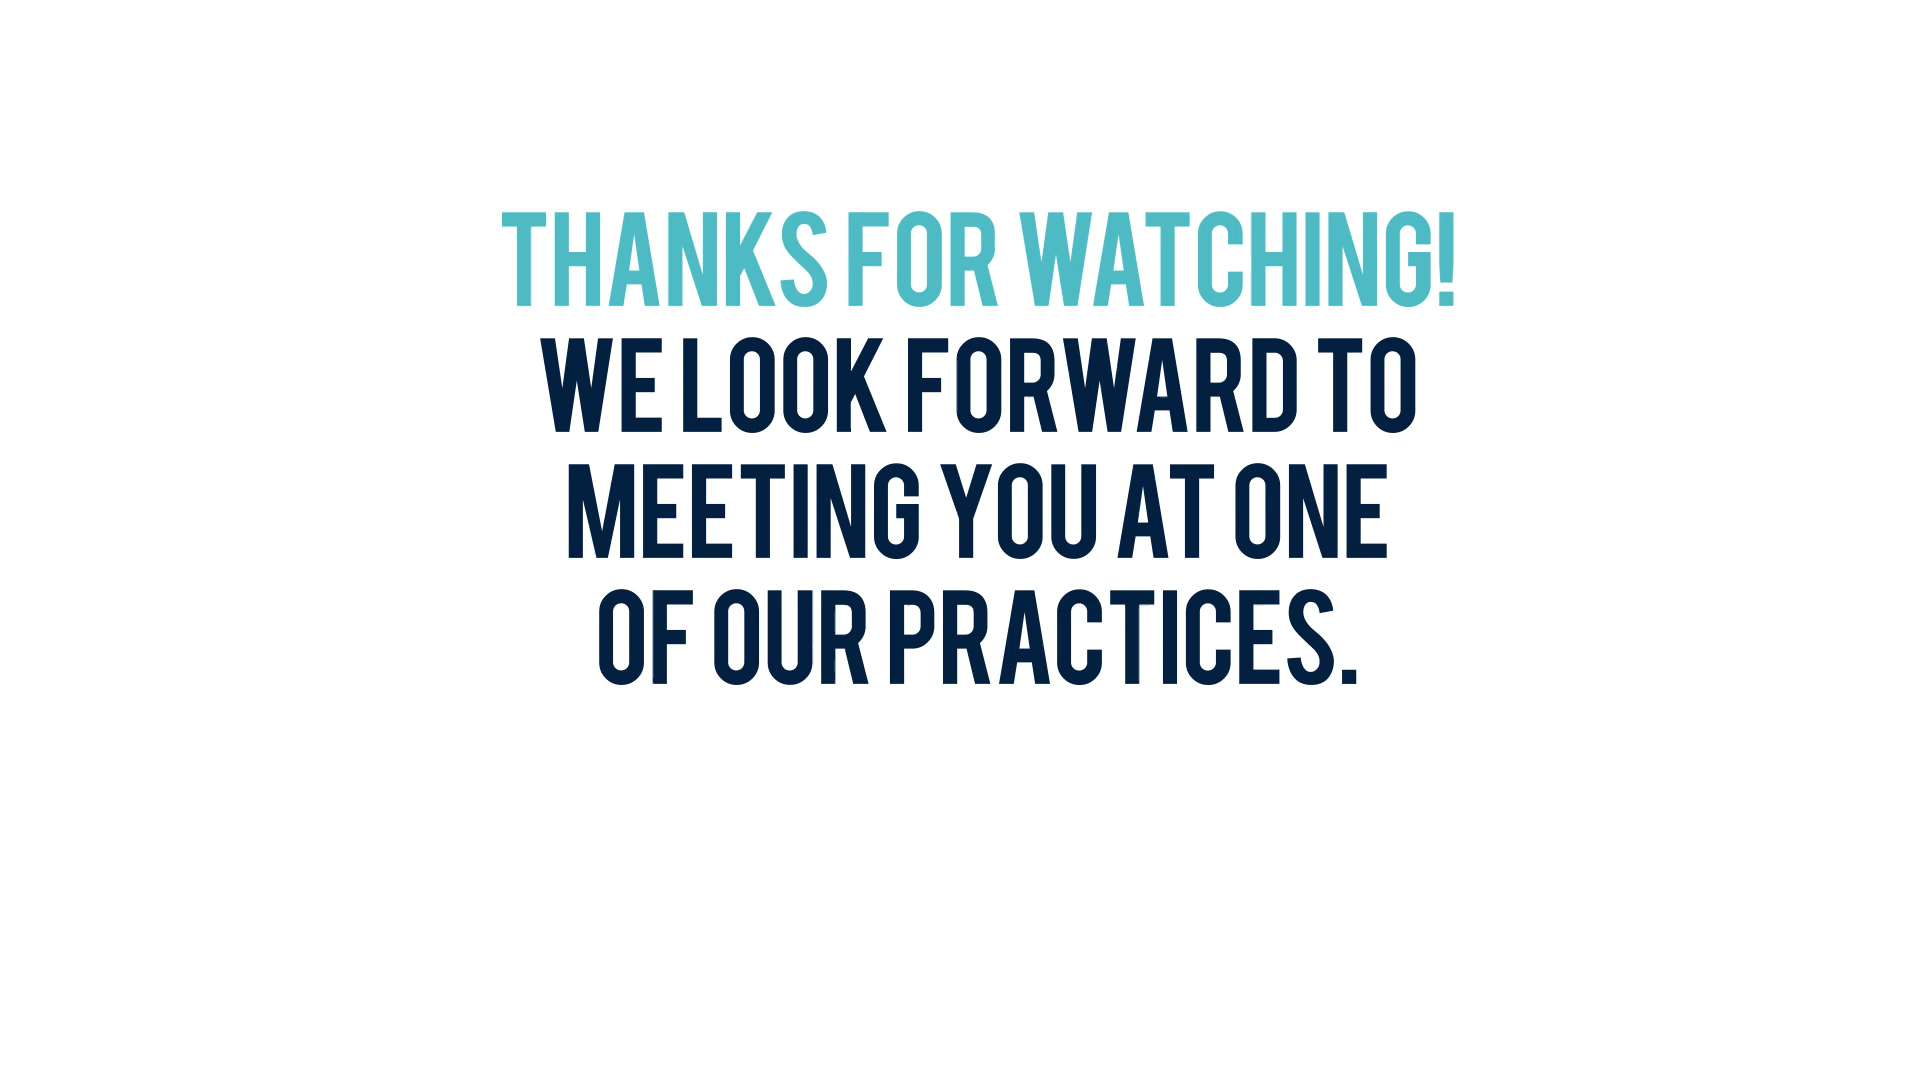 THANKS FOR WATCHING!
WE LOOK FORWARD TO
MEETING YOU AT ONE
OF OUR PRACTICES.